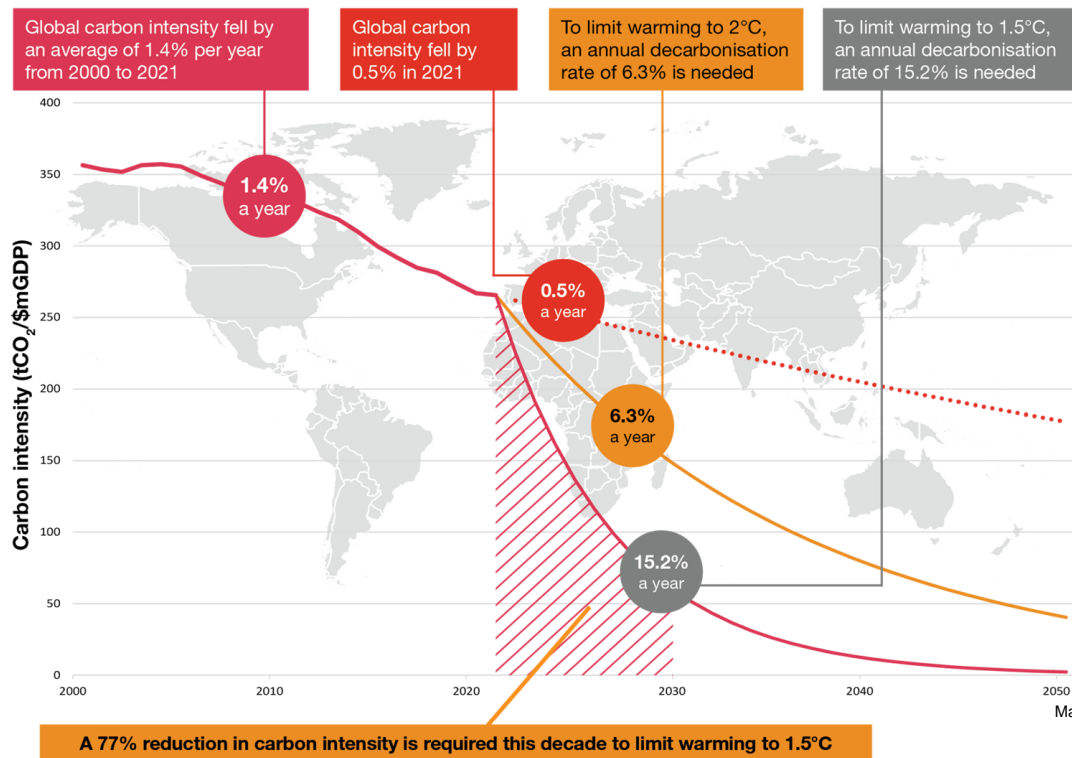 Global carbon intensity fell by
an average of 1.4% per year
from 2000 to 2021
Global carbon
intensity fell by
0.5% in 2021
To limit warming to 2°C,
an annual decarbonisation
rate of 6.3% is needed
To limit warming to 1.5°C,
an annual decarbonisation
rate of 15.2% is needed
Carbon intensity (tCO₂/$mGDP)
400
350
300
250
200
150
100
50
0
1.4%
a year
0.5%
a year
6.3%
a year
15.2%
a year
2000
2010
2020
2030
2040
2050
Ma
A 77% reduction in carbon intensity is required this decade to limit warming to 1.5°C